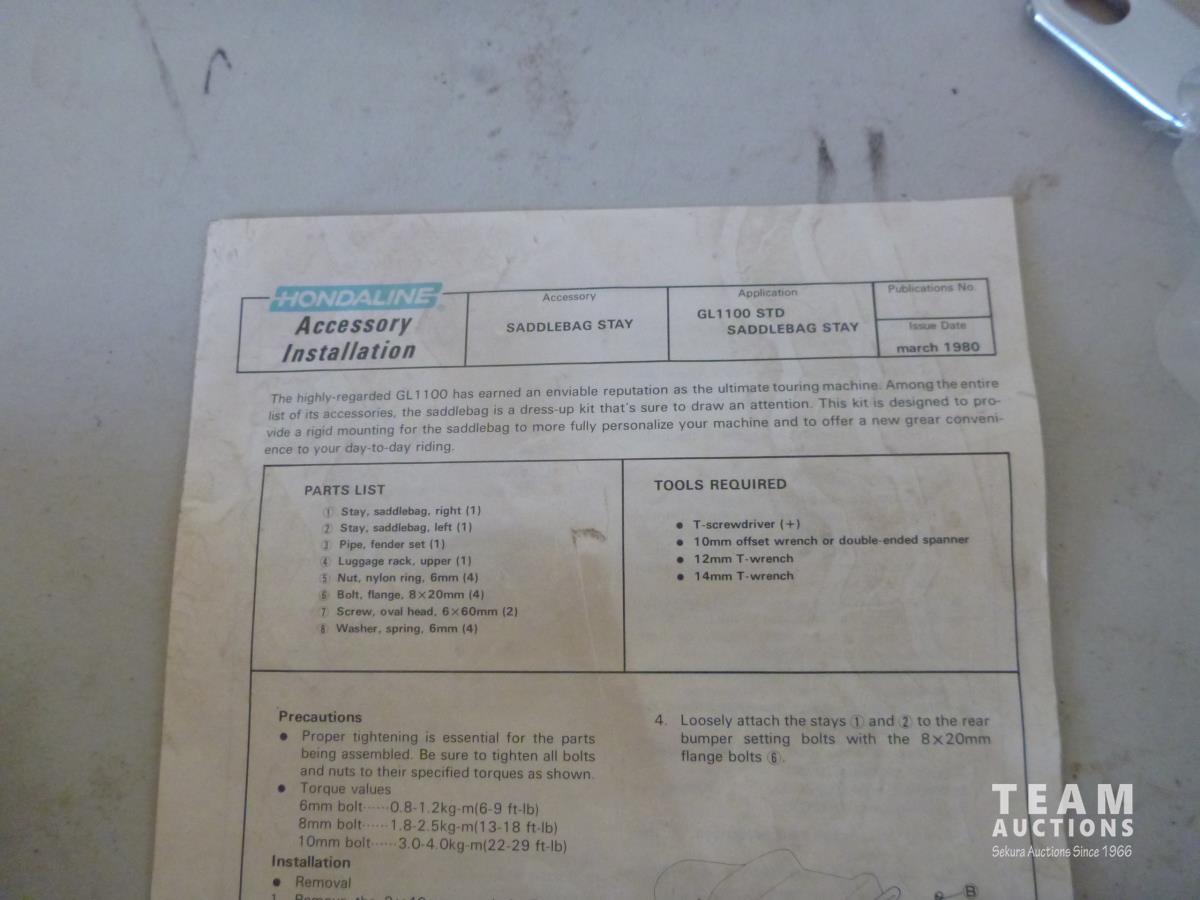 HONDALINE
Accessory
Installation
Accessory
SADDLEBAG STAY
Application
GL1100 STD
SADDLEBAG STAY
Publications No.
Issue Date
march 1980
The highly-regarded GL1100 has earned an enviable reputation as the ultimate touring machine. Among the entire
list of its accessories, the saddlebag is a dress-up kit that's sure to draw an attention. This kit is designed to pro-
vide a rigid mounting for the saddlebag to more fully personalize your machine and to offer a new grear conveni-
ence to your day-to-day riding.
PARTS LIST
① Stay, saddlebag, right (1)
② Stay, saddlebag, left (1)
③ Pipe, fender set (1)
④ Luggage rack, upper (1)
⑤ Nut, nylon ring, 6mm (4)
⑥ Bolt, flange, 8×20mm (4)
⑦ Screw, oval head, 6×60mm (2)
⑧ Washer, spring, 6mm (4)
TOOLS REQUIRED
● T-screwdriver (+)
● 10mm offset wrench or double-ended spanner
● 12mm T-wrench
● 14mm T-wrench
Precautions
● Proper tightening is essential for the parts
being assembled. Be sure to tighten all bolts
and nuts to their specified torques as shown.
● Torque values
6mm bolt······0.8-1.2kg-m(6-9 ft-lb)
8mm bolt······1.8-2.5kg-m(13-18 ft-lb)
10mm bolt······3.0-4.0kg-m(22-29 ft-lb)
Installation
● Removal
1. Remove the
4. Loosely attach the stays ① and ② to the rear
bumper setting bolts with the 8×20mm
flange bolts ⑥.
B
TEAM
AUCTIONS
Sekura Auctions Since 1966